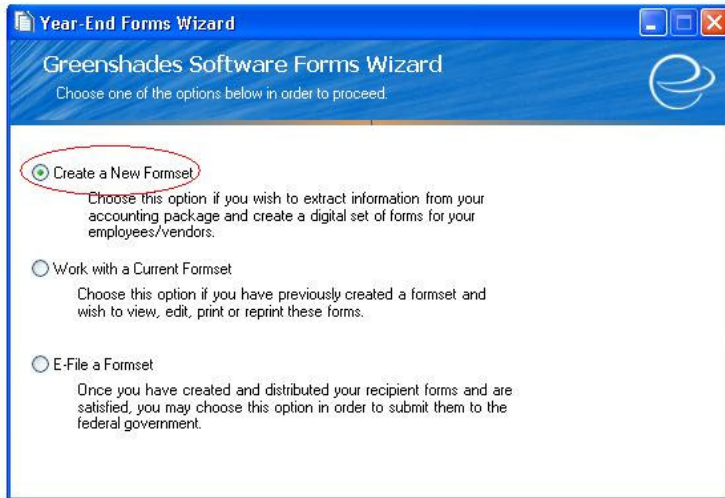 Year-End Forms Wizard
Greenshades Software Forms Wizard
Choose one of the options below in order to proceed.
Create a New Formset
Choose this option if you wish to extract information from your
accounting package and create a digital set of forms for your
employees/vendors.
Work with a Current Formset
Choose this option if you have previously created a formset and
wish to view, edit, print or reprint these forms.
E-File a Formset
Once you have created and distributed your recipient forms and are
satisfied, you may choose this option in order to submit them to the
federal government.